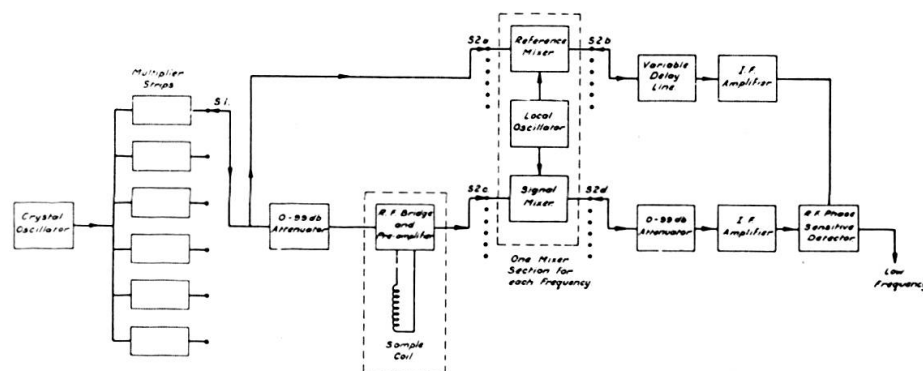 Multiplier
Strips
S1.
Crystal
Oscillator
0-99db
Attenuator
R.F. Bridge
and
Pre-amplifier
Sample
Coil
S2a
Reference
Mixer
S2b
Local
Oscillator
S2c
Signal
Mixer
S2d
One Mixer
Section for
each Frequency
Variable
Delay
Line.
I.F.
Amplifier
0-99db
Attenuator
I.F.
Amplifier
R.F. Phase
Sensitive
Detector
Low
Frequency